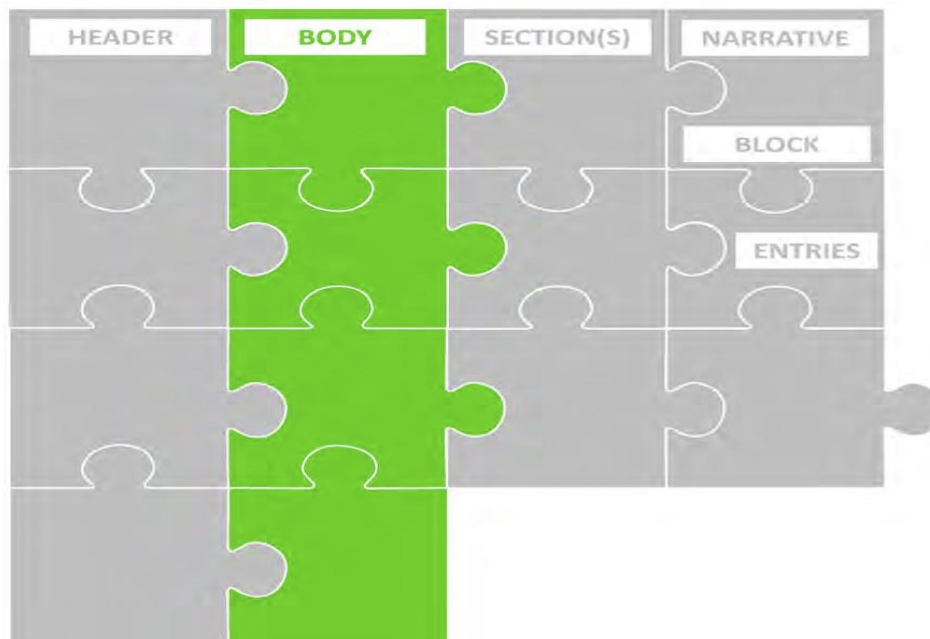 HEADER
BODY
SECTION(S)
NARRATIVE
BLOCK
ENTRIES